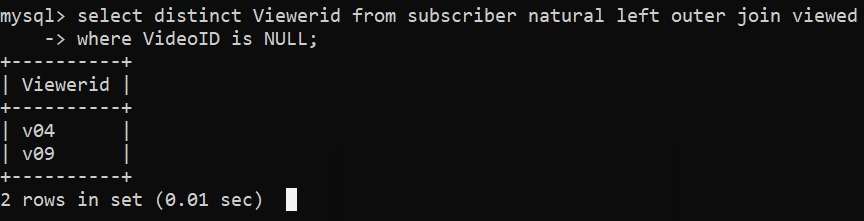 mysql> select distinct Viewerid from subscriber natural left outer join viewed
    -> where VideoID is NULL;
+----------+
| Viewerid |
+----------+
| v04      |
| v09      |
+----------+
2 rows in set (0.01 sec)